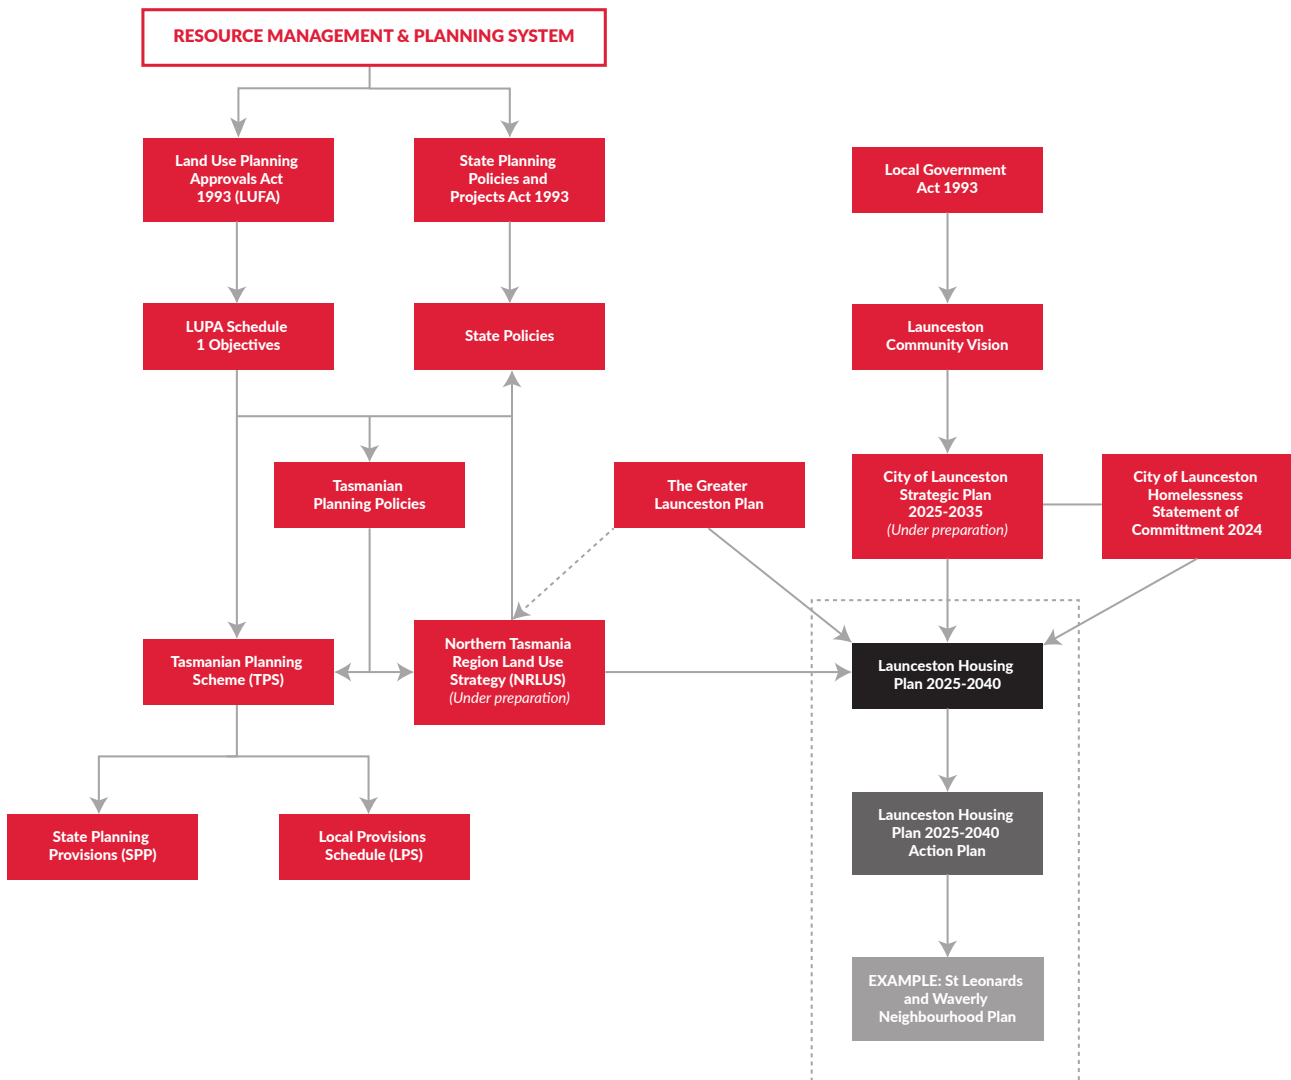 RESOURCE MANAGEMENT & PLANNING SYSTEM
Land Use Planning
Approvals Act
1993 (LUFA)
State Planning
Policies and
Projects Act 1993
Local Government
Act 1993
LUPA Schedule
1 Objectives
State Policies
Launceston
Community Vision
Tasmanian
Planning Policies
The Greater
Launceston Plan
City of Launceston
Strategic Plan
2025-2035
(Under preparation)
City of Launceston
Homelessness
Statement of
Committment 2024
Tasmanian Planning
Scheme (TPS)
Northern Tasmania
Region Land Use
Strategy (NRLUS)
(Under preparation)
Launceston Housing
Plan 2025-2040
State Planning
Provisions (SPP)
Local Provisions
Schedule (LPS)
Launceston Housing
Plan 2025-2040
Action Plan
EXAMPLE: St Leonards
and Waverly
Neighbourhood Plan